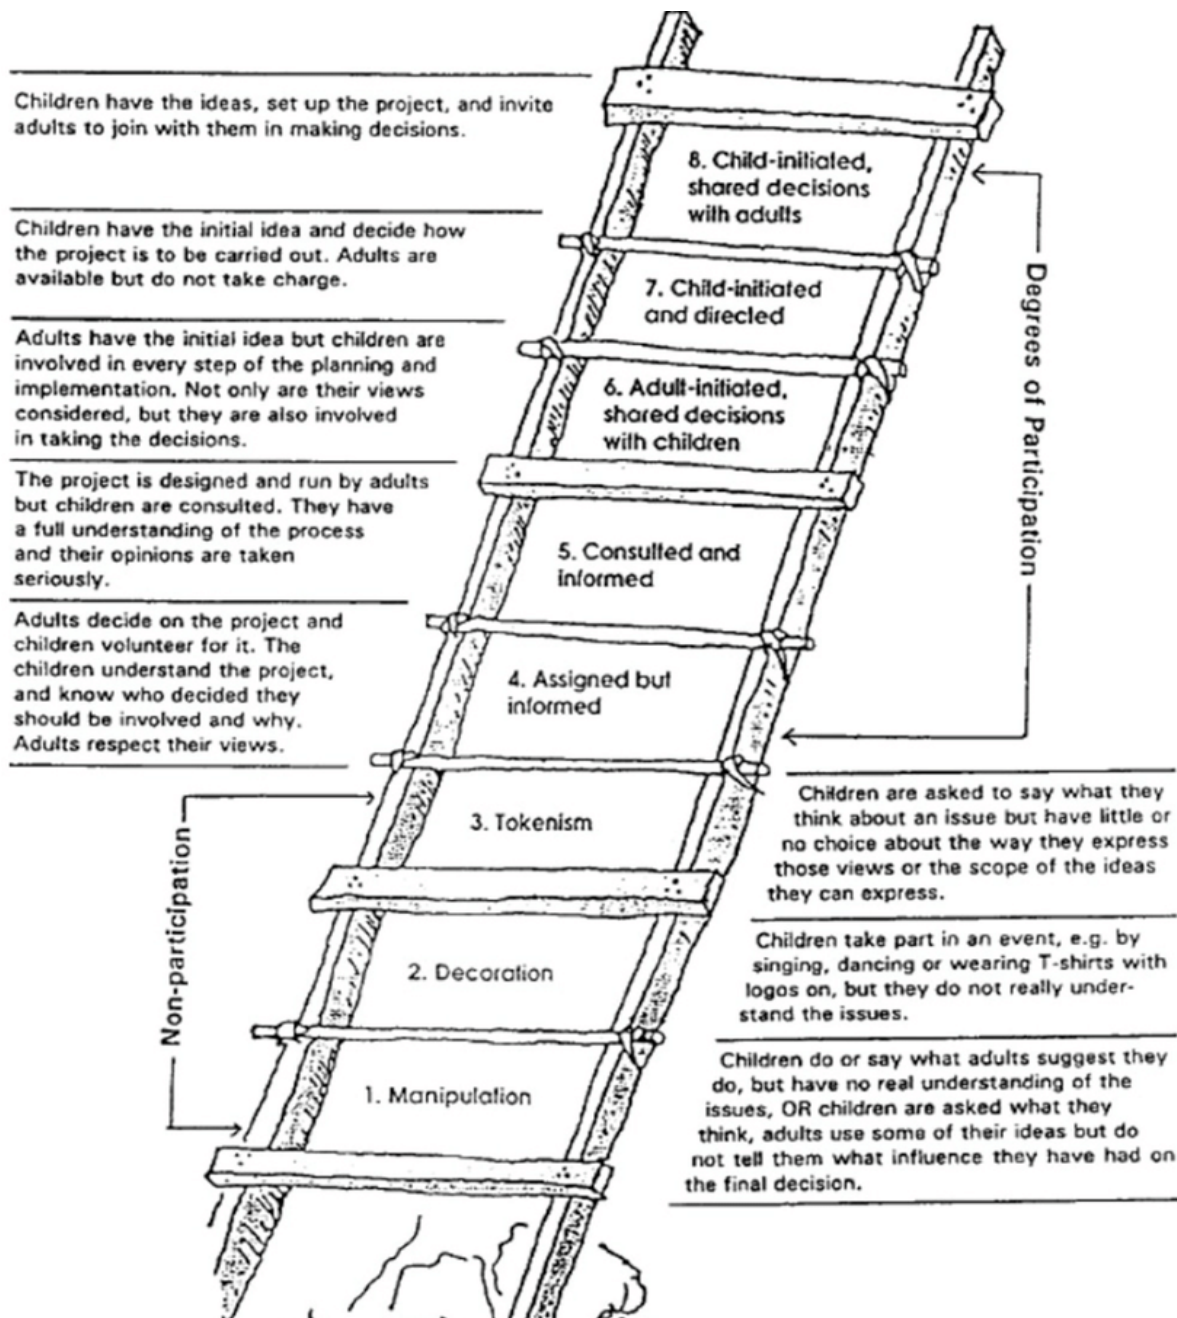 Children have the ideas, set up the project, and invite
adults to join with them in making decisions.
8. Child-initiated,
shared decisions
with adults
Children have the initial idea and decide how
the project is to be carried out. Adults are
available but do not take charge.
7. Child-initiated
and directed
Adults have the initial idea but children are
involved in every step of the planning and
implementation. Not only are their views
considered, but they are also involved
in taking the decisions.
6. Adult-initiated,
shared decisions
with children
Degrees of Participation
The project is designed and run by adults
but children are consulted. They have
a full understanding of the process
and their opinions are taken
seriously.
5. Consulted and
informed
Adults decide on the project and
children volunteer for it. The
children understand the project,
and know who decided they
should be involved and why.
Adults respect their views.
4. Assigned but
informed
3. Tokenism
Children are asked to say what they
think about an issue but have little or
no choice about the way they express
those views or the scope of the ideas
they can express.
Non-participation
2. Decoration
Children take part in an event, e.g. by
singing, dancing or wearing T-shirts with
logos on, but they do not really under-
stand the issues.
1. Manipulation
Children do or say what adults suggest they
do, but have no real understanding of the
issues, OR children are asked what they
think, adults use some of their ideas but do
not tell them what influence they have had on
the final decision.